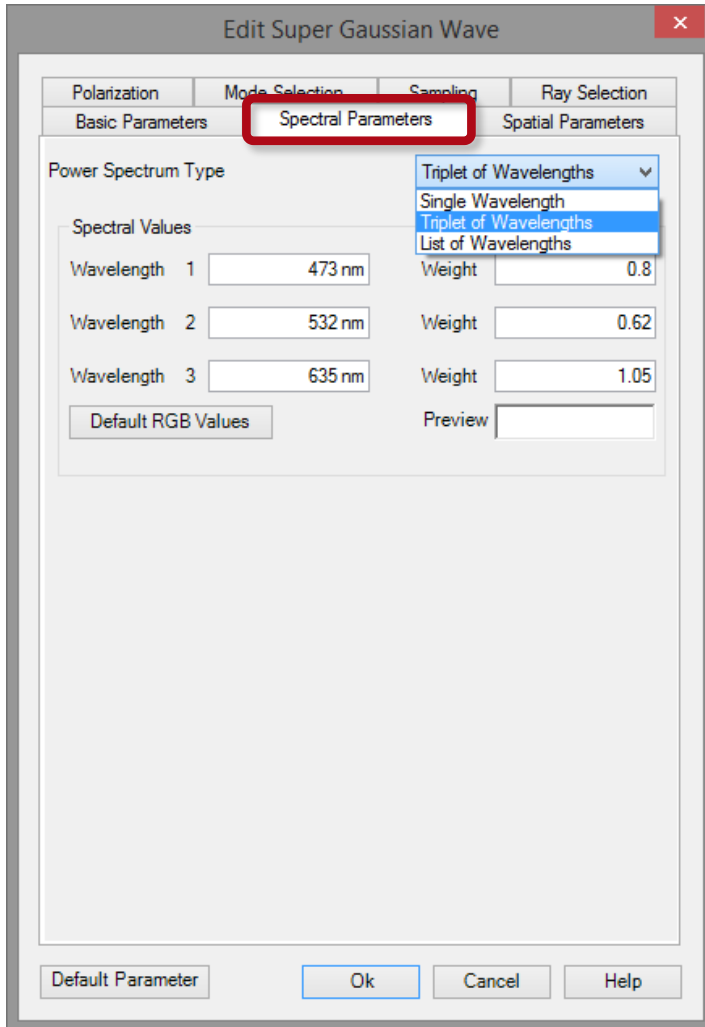 Edit Super Gaussian Wave
Polarization Mode Selection Sampling Ray Selection
Basic Parameters Spectral Parameters Spatial Parameters
Power Spectrum Type Triplet of Wavelengths
Single Wavelength
Triplet of Wavelengths
List of Wavelengths
Spectral Values
Wavelength 1 473 nm Weight 0.8
Wavelength 2 532 nm Weight 0.62
Wavelength 3 635 nm Weight 1.05
Default RGB Values Preview
Default Parameter Ok Cancel Help